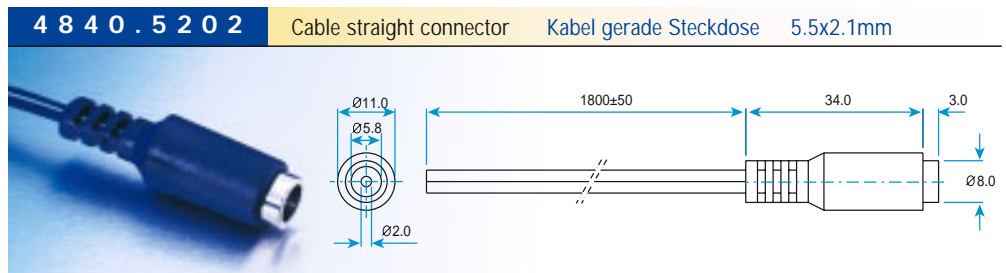 4840.5202 Cable straight connector Kabel gerade Steckdose 5.5x2.1mm
Ø11.0 1800±50 34.0 3.0
Ø5.8
Ø8.0
Ø2.0